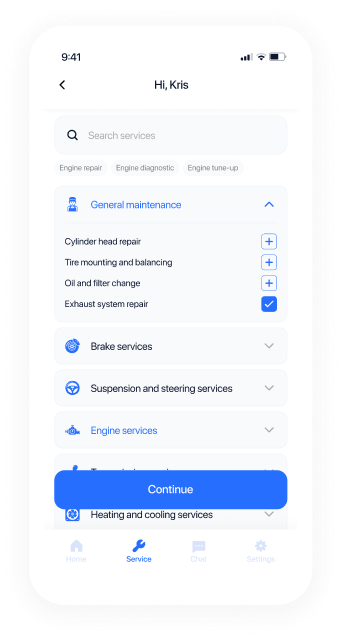 9:41
Hi, Kris
Search services
Engine repair Engine diagnostic Engine tune-up
General maintenance
Cylinder head repair
Tire mounting and balancing
Oil and filter change
Exhaust system repair
Brake services
Suspension and steering services
Engine services
Continue
Heating and cooling services
Home Service Chat Settings